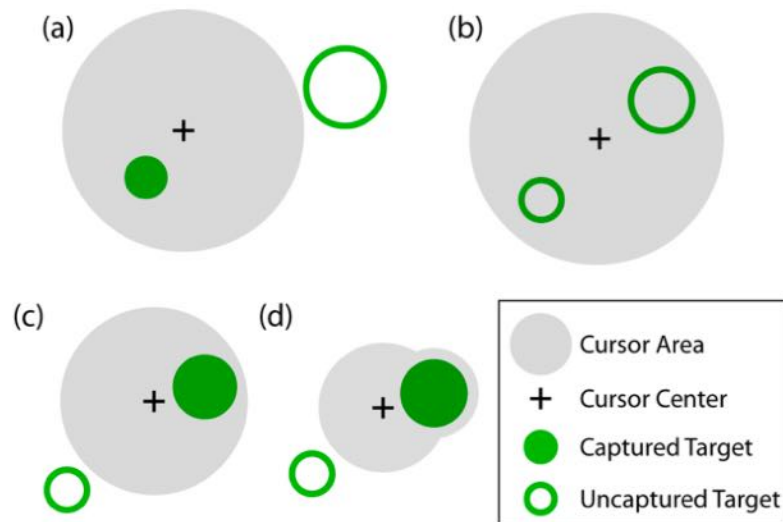 (a)
(b)
(c)
(d)
Cursor Area
Cursor Center
Captured Target
Uncaptured Target